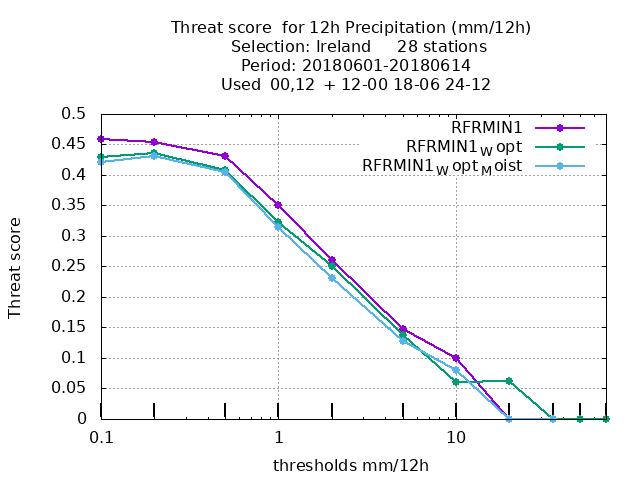 Threat score  for 12h Precipitation (mm/12h)
Selection: Ireland     28 stations
Period: 20180601-20180614
Used  00,12  + 12-00 18-06 24-12
RFRMIN1
RFRMIN1Wopt
RFRMIN1WoptMoist
0.5
0.45
0.4
0.35
0.3
0.25
0.2
0.15
0.1
0.05
0
Threat score
0.1 1 10
thresholds mm/12h